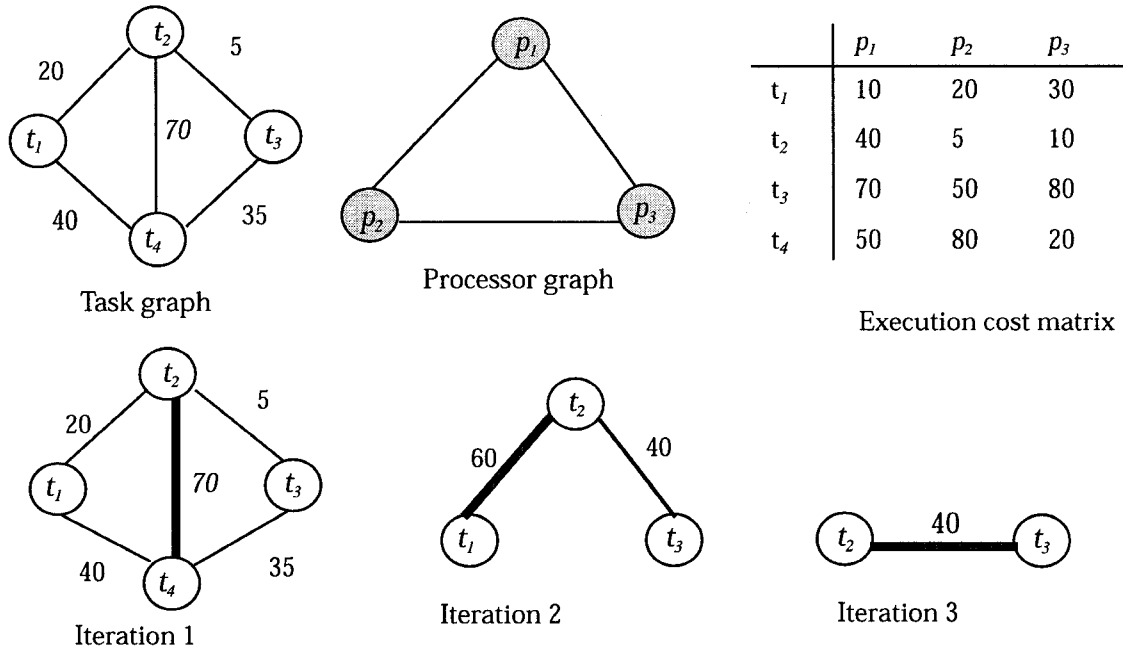 t2
20
5
70
t1
t3
40
35
t4
Task graph
p1
p2
p3
Processor graph
p1 p2 p3
t1 10 20 30
t2 40 5 10
t3 70 50 80
t4 50 80 20
Execution cost matrix
t2
20
5
70
t1
t3
40
35
t4
Iteration 1
t2
60
40
t1
t3
Iteration 2
t2
40
t3
Iteration 3